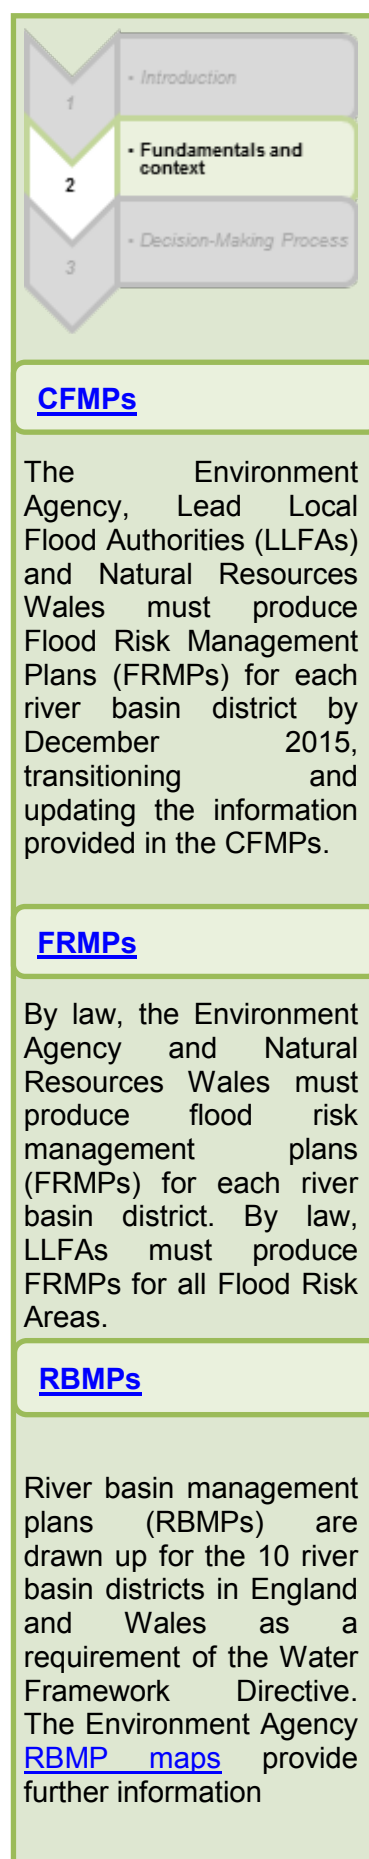 1
- Introduction
2
- Fundamentals and
context
3
- Decision-Making Process
CFMPs
The Environment
Agency, Lead Local
Flood Authorities (LLFAs)
and Natural Resources
Wales must produce
Flood Risk Management
Plans (FRMPs) for each
river basin district by
December 2015,
transitioning and
updating the information
provided in the CFMPs.
FRMPs
By law, the Environment
Agency and Natural
Resources Wales must
produce flood risk
management plans
(FRMPs) for each river
basin district. By law,
LLFAs must produce
FRMPs for all Flood Risk
Areas.
RBMPs
River basin management
plans (RBMPs) are
drawn up for the 10 river
basin districts in England
and Wales as a
requirement of the Water
Framework Directive.
The Environment Agency
RBMP maps provide
further information